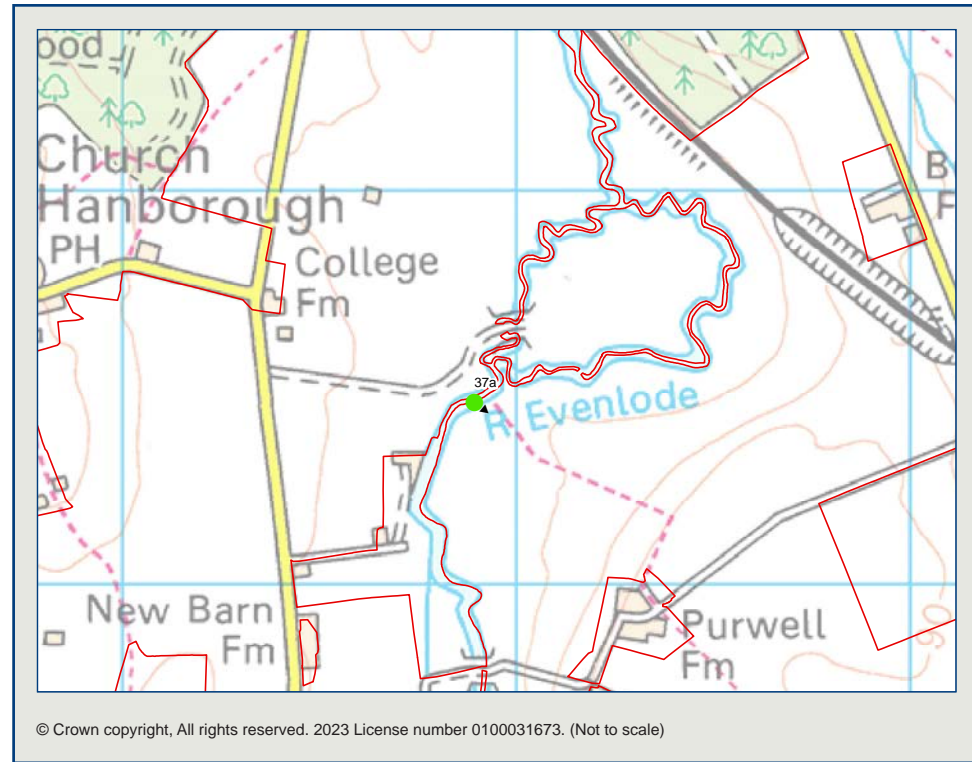 ood
Church
Hanborough
PH
College
Fm
B
F
37a
R Evenlode
New Barn
Fm
Purwell
Fm
© Crown copyright, All rights reserved. 2023 License number 0100031673. (Not to scale)